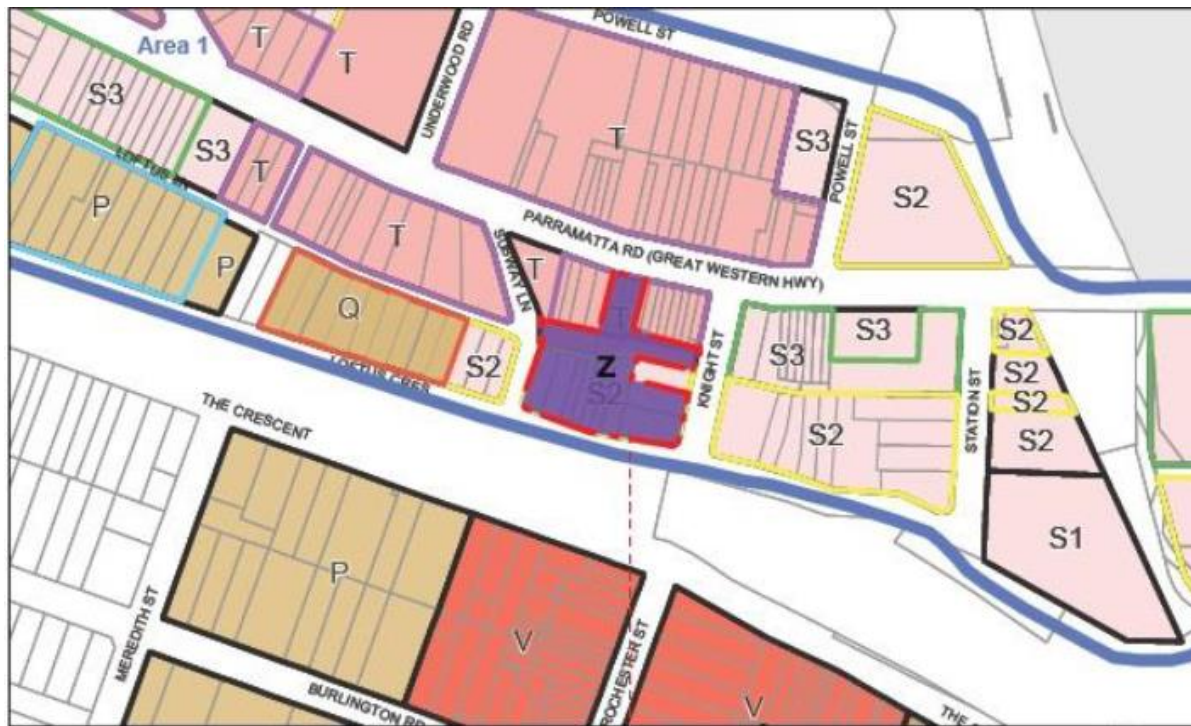 POWELL ST
Area 1
T
T
UNDERWOOD RD
S3
T
S3
POWELL ST
S3
T
S2
P
T
PARRAMATTA RD (GREAT WESTERN HWY)
SUBWAY LN
T
P
Q
S2
Z
S2
KNIGHT ST
S3
S3
S2
S2
S2
S2
S2
STATION ST
LOFTUS CRES
THE CRESCENT
S1
P
V
MEREDITH ST
ROCHESTER ST
BURLINGTON RD
V